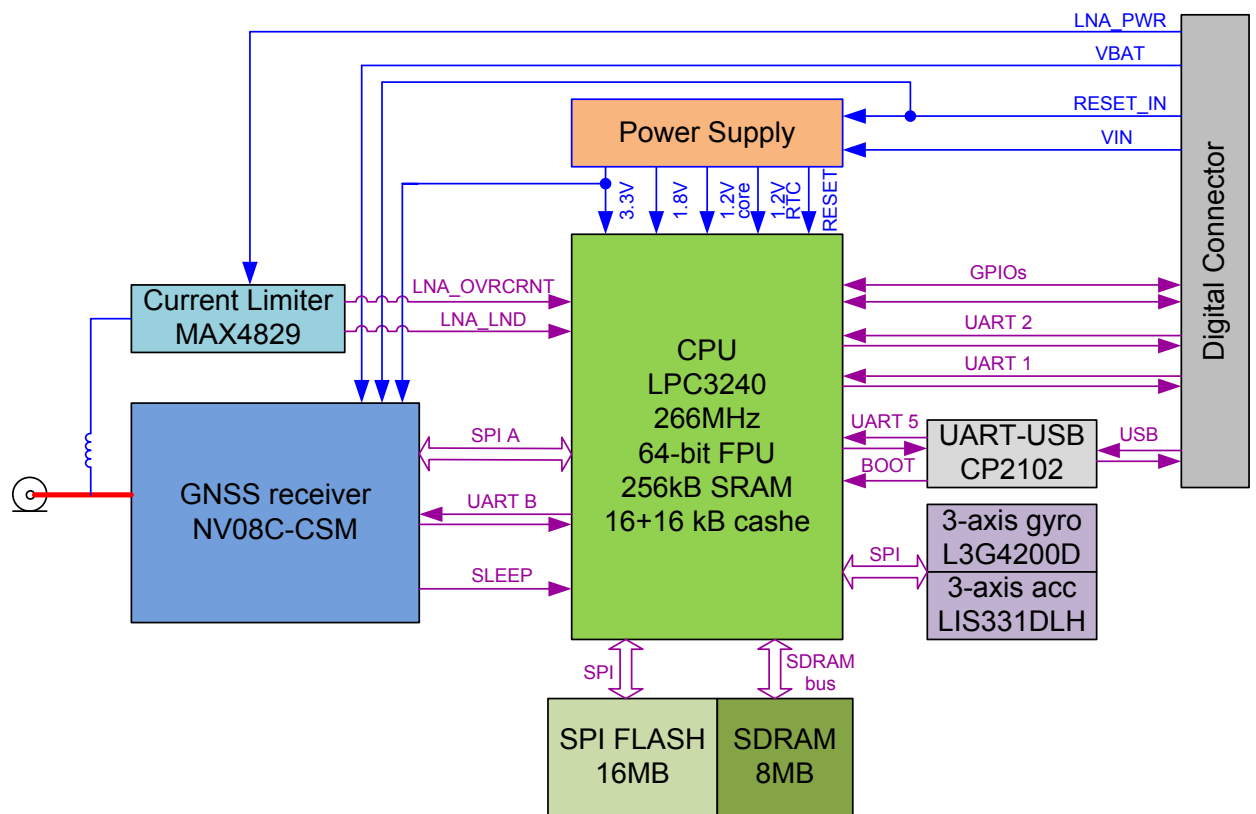 LNA_PWR
VBAT
RESET_IN
VIN
Digital Connector
Power Supply
3.3V
1.8V
1.2V
core
1.2V
RTC
RESET
Current Limiter
MAX4829
LNA_OVRCRNT
LNA_LND
GPIOs
UART 2
UART 1
CPU
LPC3240
266MHz
64-bit FPU
256kB SRAM
16+16 kB cashe
UART 5
BOOT
UART-USB
CP2102
USB
GNSS receiver
NV08C-CSM
SPI A
UART B
SLEEP
SPI
3-axis gyro
L3G4200D
3-axis acc
LIS331DLH
SPI
SDRAM
bus
SPI FLASH
16MB
SDRAM
8MB